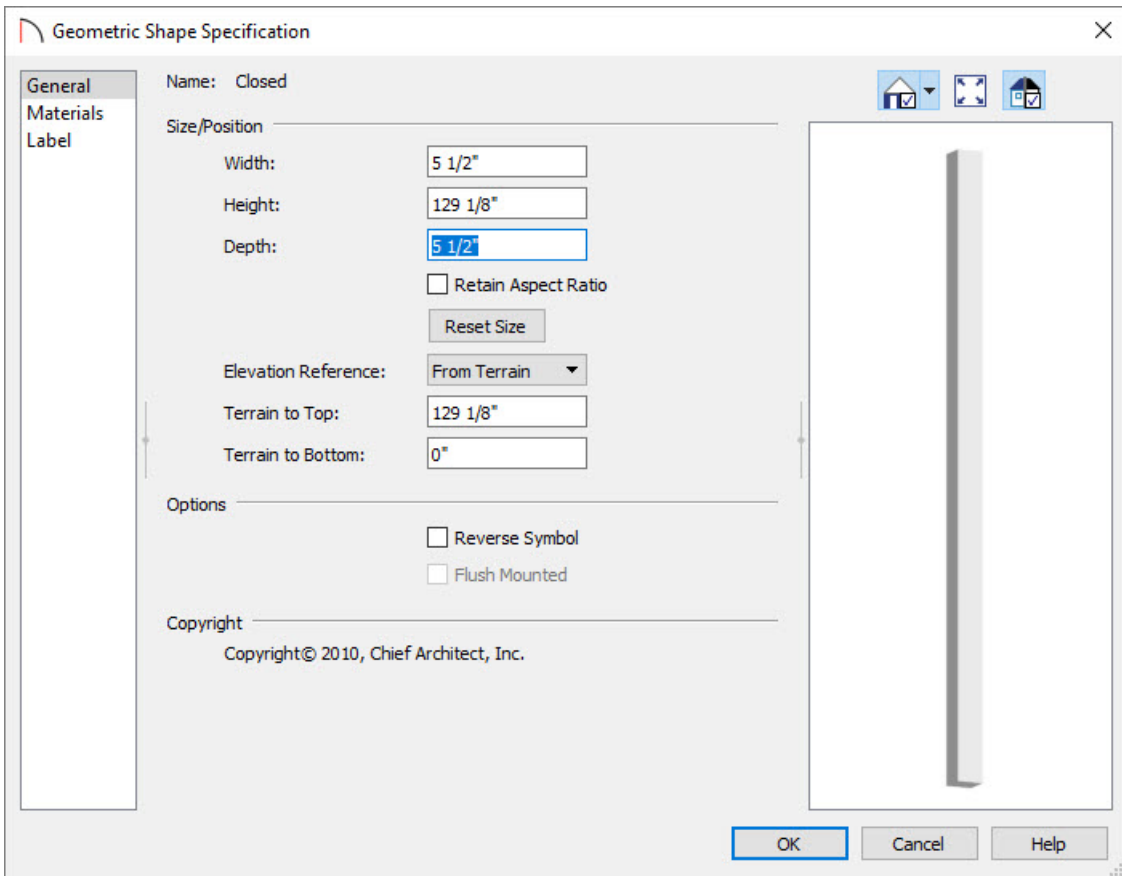 Geometric Shape Specification
General
Materials
Label
Name: Closed
Size/Position
Width: 5 1/2"
Height: 129 1/8"
Depth: 5 1/2"
Retain Aspect Ratio
Reset Size
Elevation Reference: From Terrain
Terrain to Top: 129 1/8"
Terrain to Bottom: 0"
Options
Reverse Symbol
Flush Mounted
Copyright
Copyright© 2010, Chief Architect, Inc.
OK Cancel Help